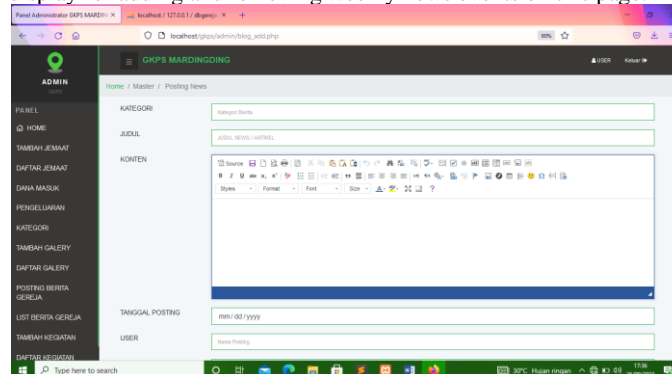 Panel Administrator GKPS MARDIN
localhost / 127.0.0.1 /
localhost/gkps/admin/blog_add.php
90%
ADMIN
GKPS
GKPS MARDINGDING
USER
Keluar
Home / Master / Posting News
PANEL
HOME
TAMBAH JEMAAT
DAFTAR JEMAAT
DANA MASUK
PENGELUARAN
KATEGORI
TAMBAH GALERY
DAFTAR GALERY
POSTING BERITA
GEREJA
LIST BERITA GEREJA
TAMBAH KEGIATAN
DAFTAR KEGIATAN
KATEGORI
Kategori Berita
JUDUL
JUDUL NEWS / ARTIKEL
KONTEN
Source
Styles
Format
Font
Size
TANGGAL POSTING
mm / dd / yyyy
USER
Nama Posting
Type here to search
30°C Hujan ringan
17:36